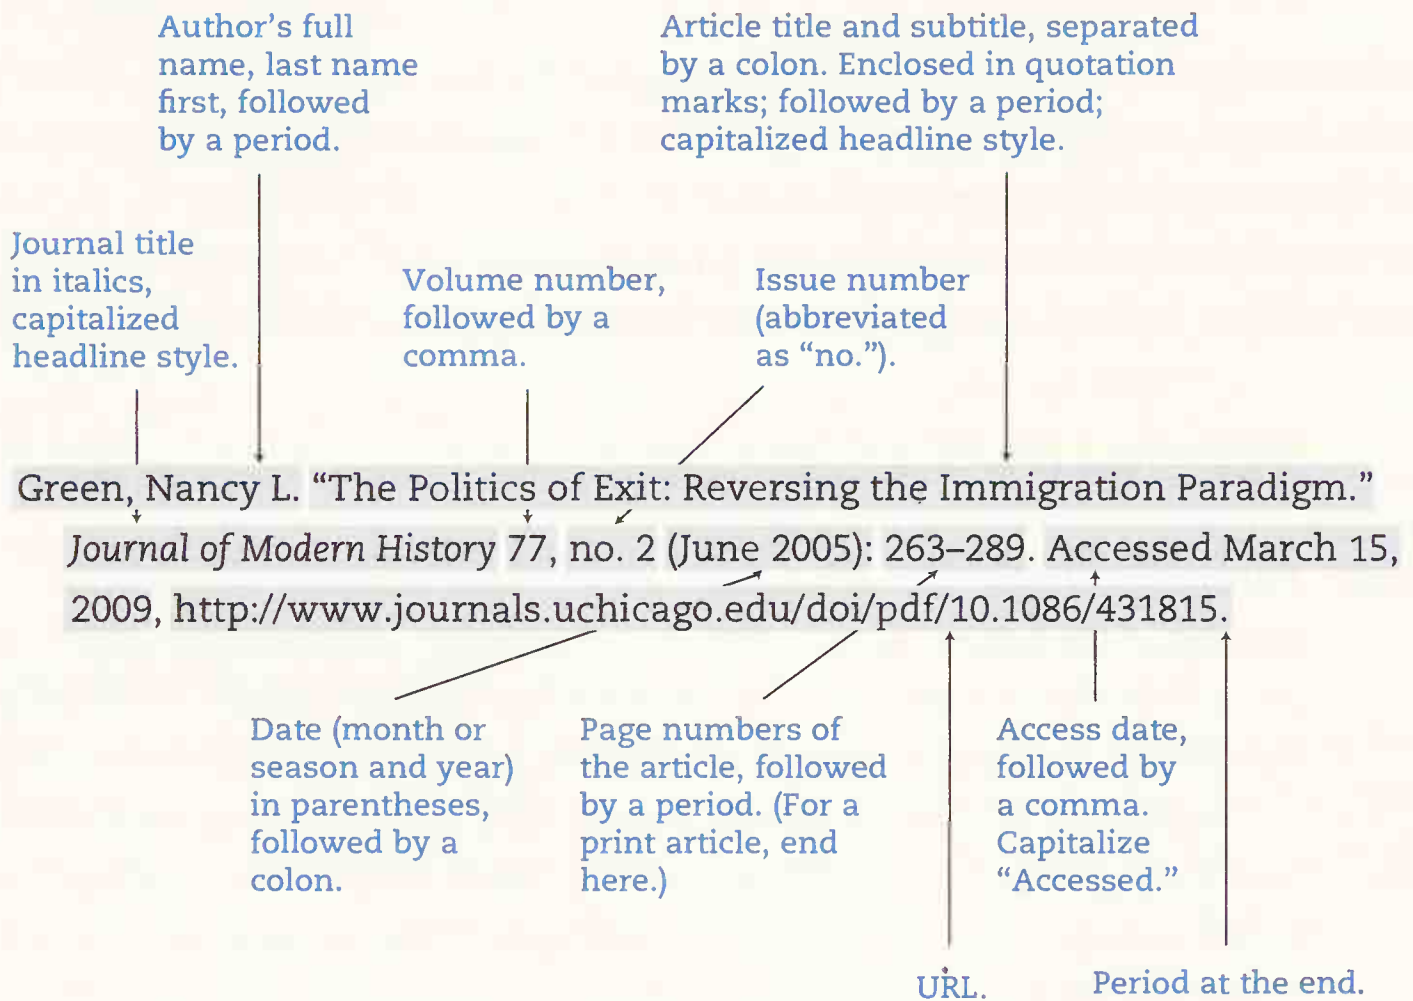 Author’s full
name, last name
first, followed
by a period.
Article title and subtitle, separated
by a colon. Enclosed in quotation
marks; followed by a period;
capitalized headline style.
Journal title
in italics,
capitalized
headline style.
Volume number,
followed by a
comma.
Issue number
(abbreviated
as “no.”).
Green, Nancy L. “The Politics of Exit: Reversing the Immigration Paradigm.”
Journal of Modern History 77, no. 2 (June 2005): 263–289. Accessed March 15,
2009, http://www.journals.uchicago.edu/doi/pdf/10.1086/431815.
Date (month or
season and year)
in parentheses,
followed by a
colon.
Page numbers of
the article, followed
by a period. (For a
print article, end
here.)
Access date,
followed by
a comma.
Capitalize
“Accessed.”
URL.
Period at the end.